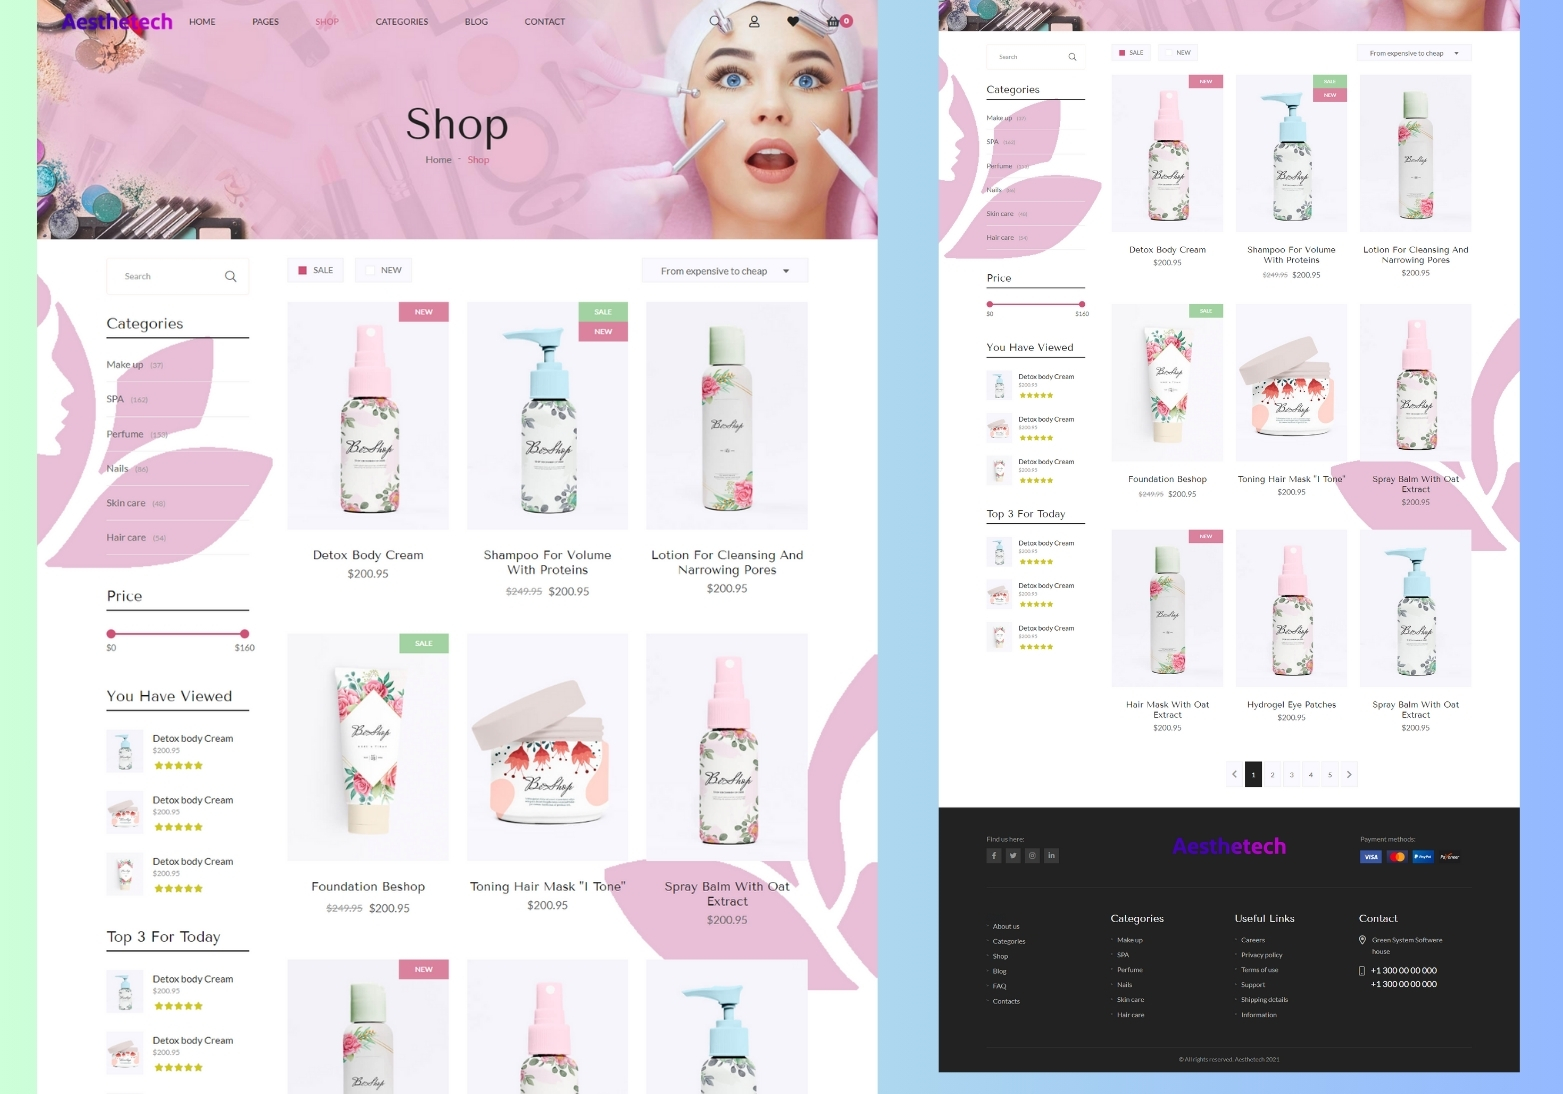 Aesthetech
HOME PAGES SHOP CATEGORIES BLOG CONTACT
0
Shop
Home - Shop
Search
SALE
NEW
From expensive to cheap
Categories
Make up (37)
SPA (162)
Perfume (153)
Nails (86)
Skin care (48)
Hair care (54)
Price
$0 $160
You Have Viewed
Detox body Cream
$200.95
Detox body Cream
$200.95
Detox body Cream
$200.95
Top 3 For Today
Detox body Cream
$200.95
Detox body Cream
$200.95
NEW
BeShop
Detox Body Cream
$200.95
SALE
NEW
BeShop
Shampoo For Volume
With Proteins
$249.95 $200.95
BeShop
Lotion For Cleansing And
Narrowing Pores
$200.95
SALE
BeShop
Foundation Beshop
$249.95 $200.95
BeShop
Toning Hair Mask "I Tone"
$200.95
BeShop
Spray Balm With Oat
Extract
$200.95
NEW
BeShop
Search
SALE
NEW
From expensive to cheap
Categories
Make up
SPA
Perfume
Nails
Skin care
Hair care (54)
Price
$0 $160
You Have Viewed
Detox body Cream
$200.95
Detox body Cream
$200.95
Detox body Cream
$200.95
Top 3 For Today
Detox body Cream
$200.95
Detox body Cream
$200.95
Detox body Cream
$200.95
NEW
BeShop
Detox Body Cream
$200.95
SALE
NEW
BeShop
Shampoo For Volume
With Proteins
$249.95 $200.95
BeShop
Lotion For Cleansing And
Narrowing Pores
$200.95
SALE
BeShop
Foundation Beshop
$249.95 $200.95
BeShop
Toning Hair Mask "I Tone"
$200.95
BeShop
Spray Balm With Oat
Extract
$200.95
NEW
BeShop
Hair Mask With Oat
Extract
$200.95
BeShop
Hydrogel Eye Patches
$200.95
BeShop
Spray Balm With Oat
Extract
$200.95
1 2 3 4 5
Find us here:
Aesthetech
Payment methods:
VISA PayPal Payoneer
About us
Categories
Shop
Blog
FAQ
Contacts
Categories
Make up
SPA
Perfume
Nails
Skin care
Hair care
Useful Links
Careers
Privacy policy
Terms of use
Support
Shipping details
Information
Contact
Green System Softwere
house
+1 300 00 00 000
+1 300 00 00 000
© All rights reserved. Aesthetech 2021